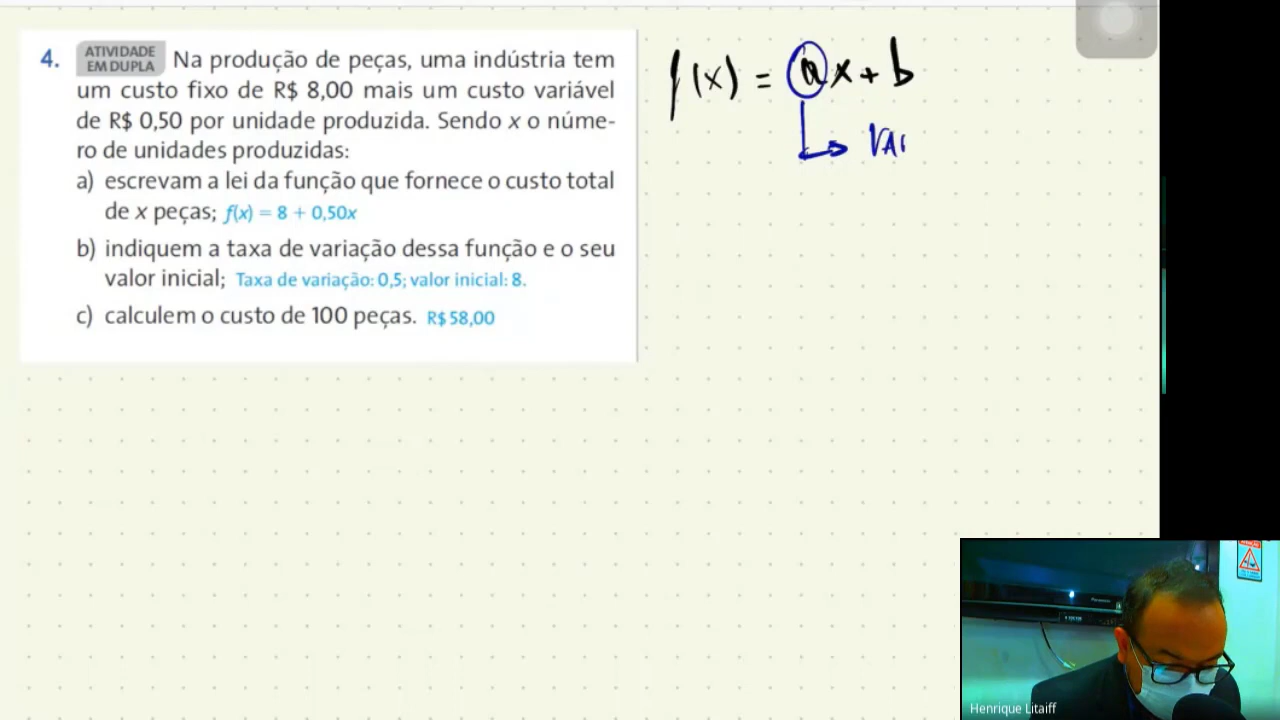 4. ATIVIDADE EM DUPLA Na produção de peças, uma indústria tem
um custo fixo de R$ 8,00 mais um custo variável
de R$ 0,50 por unidade produzida. Sendo x o núme-
ro de unidades produzidas:
a) escrevam a lei da função que fornece o custo total
de x peças; f(x) = 8 + 0,50x
b) indiquem a taxa de variação dessa função e o seu
valor inicial; Taxa de variação: 0,5; valor inicial: 8.
c) calculem o custo de 100 peças. R$ 58,00
f(x) = ax + b
Henrique Litaiff